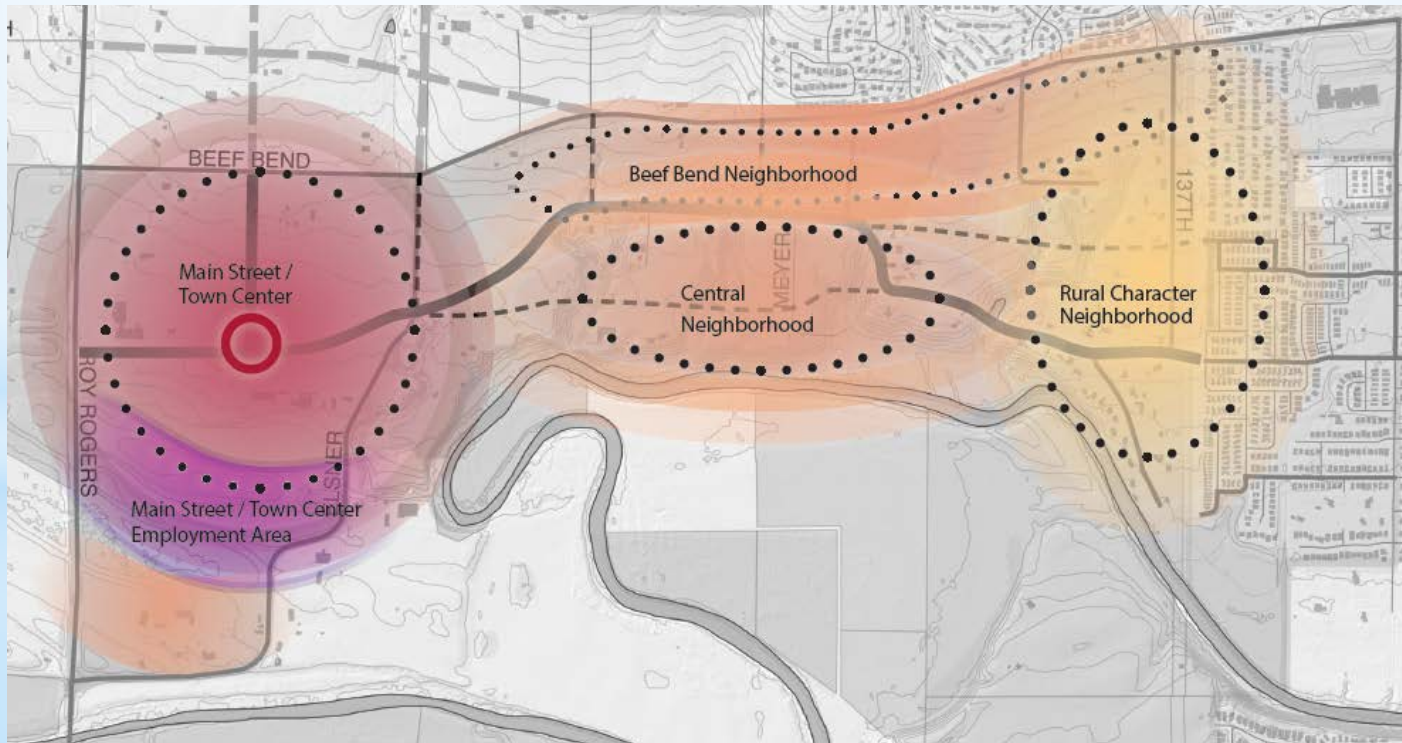 H
BEEF BEND
Beef Bend Neighborhood
137TH
Main Street /
Town Center
MEYER
Central
Neighborhood
Rural Character
Neighborhood
ROY ROGERS
ELSNER
Main Street / Town Center
Employment Area